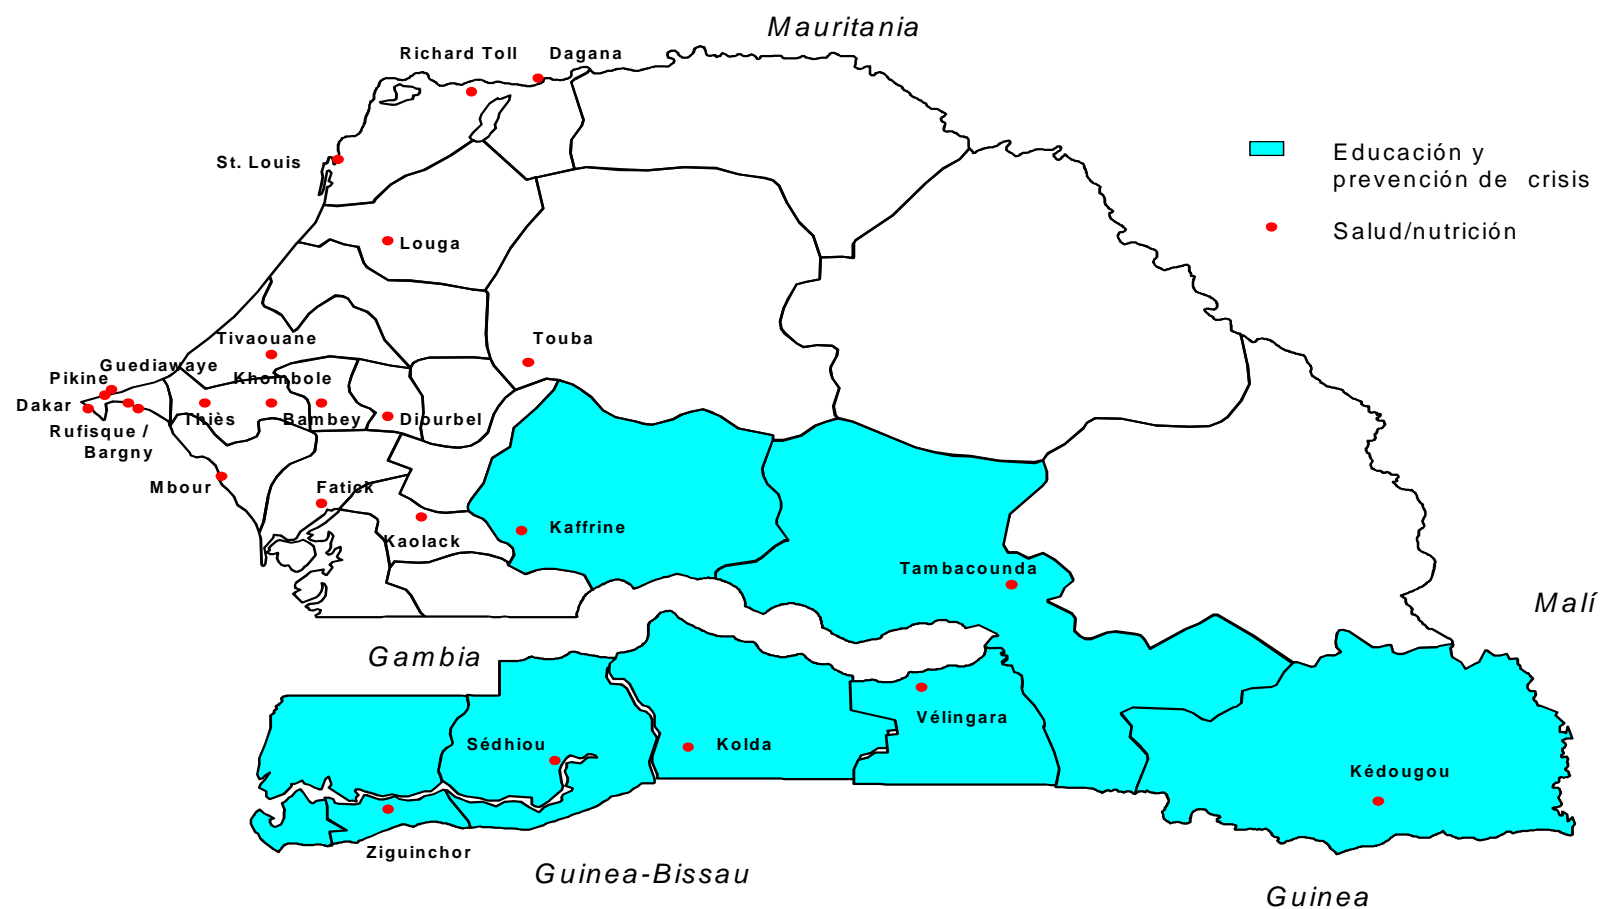 Mauritania
Richard Toll
Dagana
Educación y
prevención de crisis
St. Louis
Salud/nutrición
Louga
Tivaouane
Touba
Guediawaye
Pikine
Khombole
Dakar
Thiès
Bambey
Diourbel
Rufisque /
Bargny
Mbour
Fatick
Kaffrine
Kaolack
Tambacounda
Malí
Gambia
Vélingara
Sédhiou
Kolda
Kédougou
Ziguinchor
Guinea-Bissau
Guinea